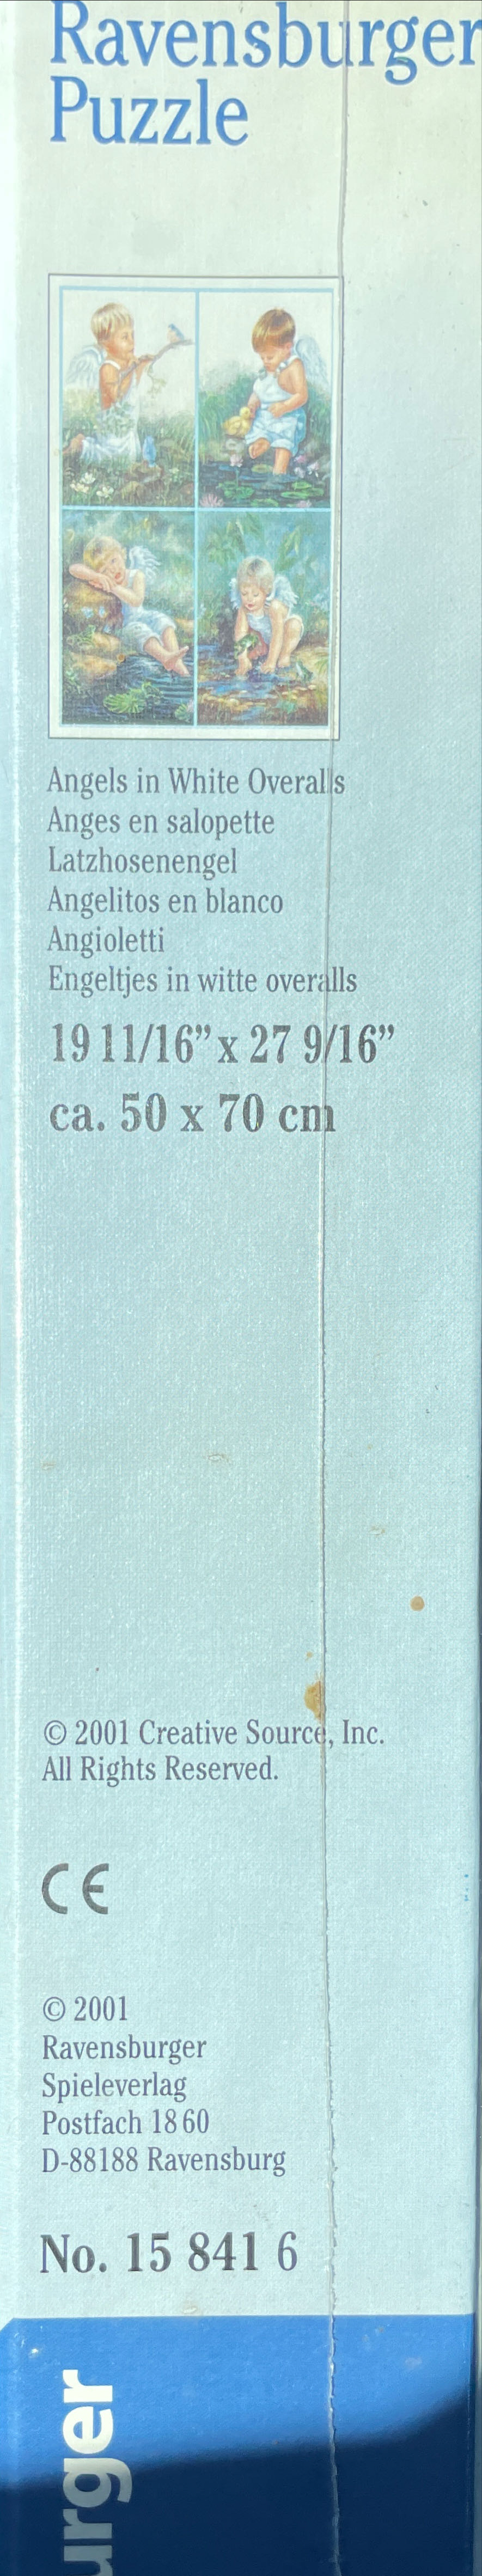 Ravensburger
Puzzle
Angels in White Overalls
Anges en salopette
Latzhosenengel
Angelitos en blanco
Angioletti
Engeltjes in witte overalls
19 11/16” x 27 9/16”
ca. 50 x 70 cm
© 2001 Creative Source, Inc.
All Rights Reserved.
CE
© 2001
Ravensburger
Spieleverlag
Postfach 18 60
D-88188 Ravensburg
No. 15 841 6
urger